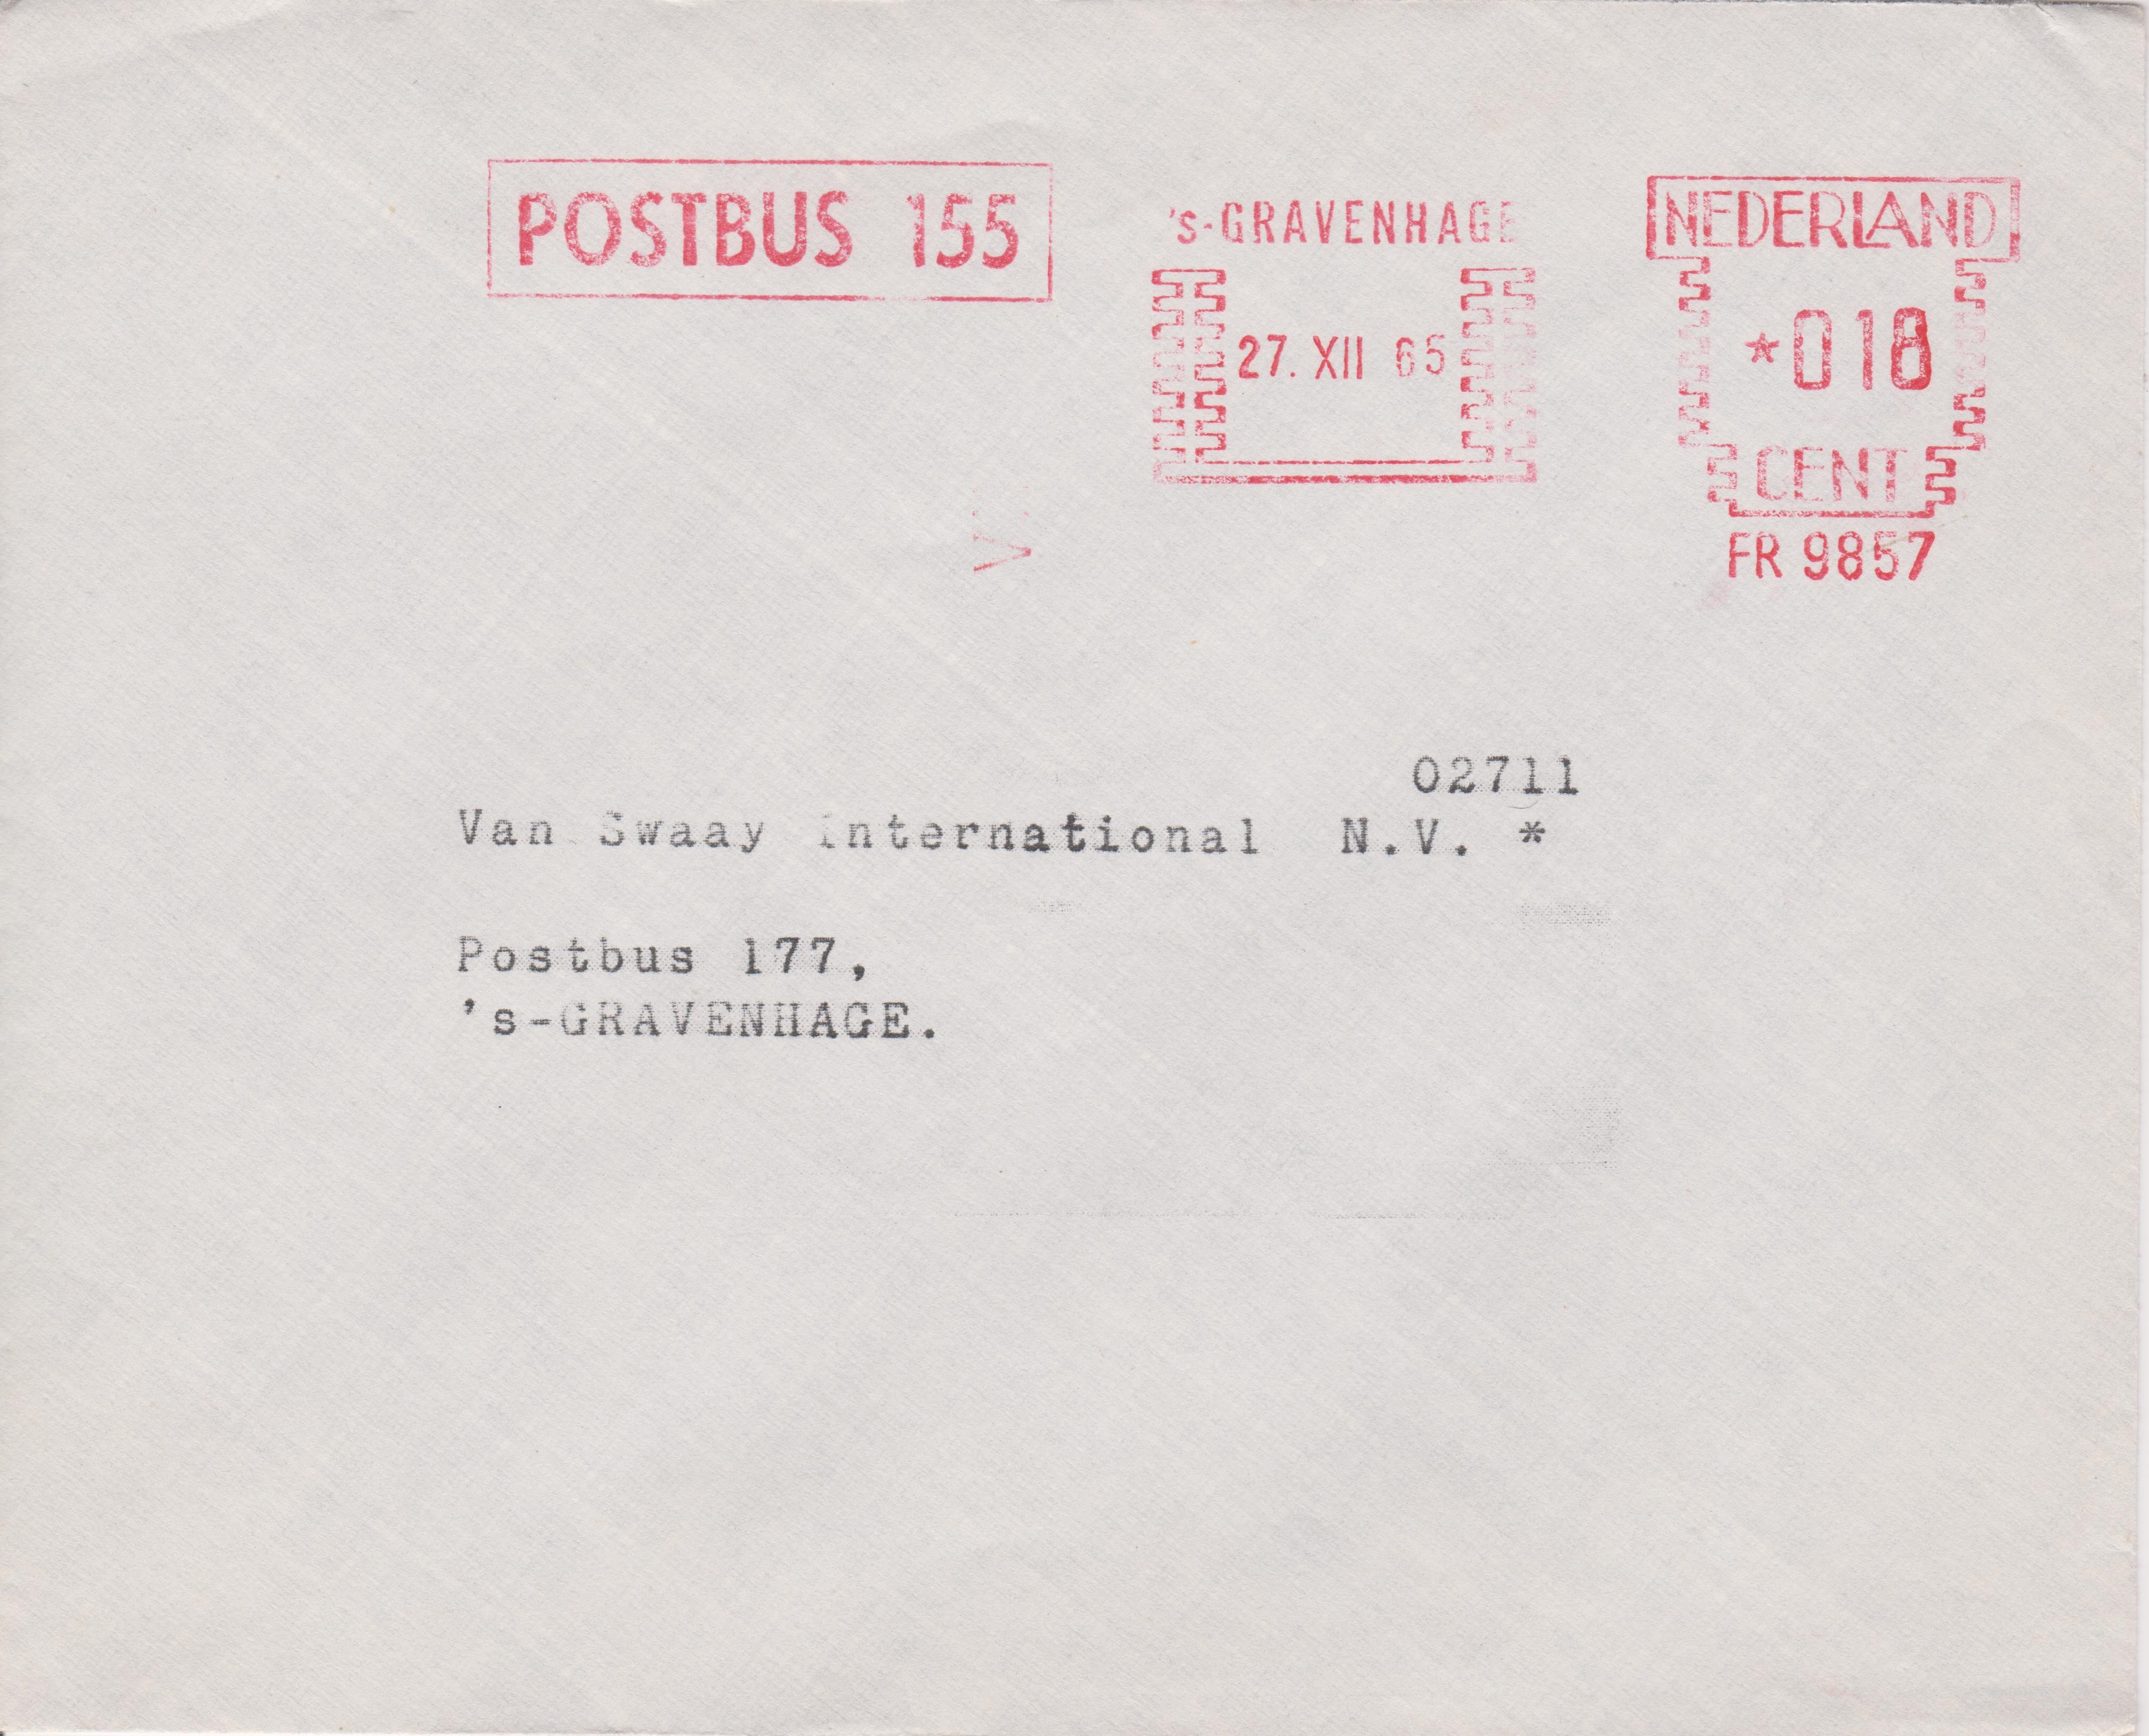 POSTBUS 155
's-GRAVENHAGE
27. XII 65
NEDERLAND
*018
CENT
FR 9857
02711
Van Swaay International N.V. *
Postbus 177,
's-GRAVENHAGE.